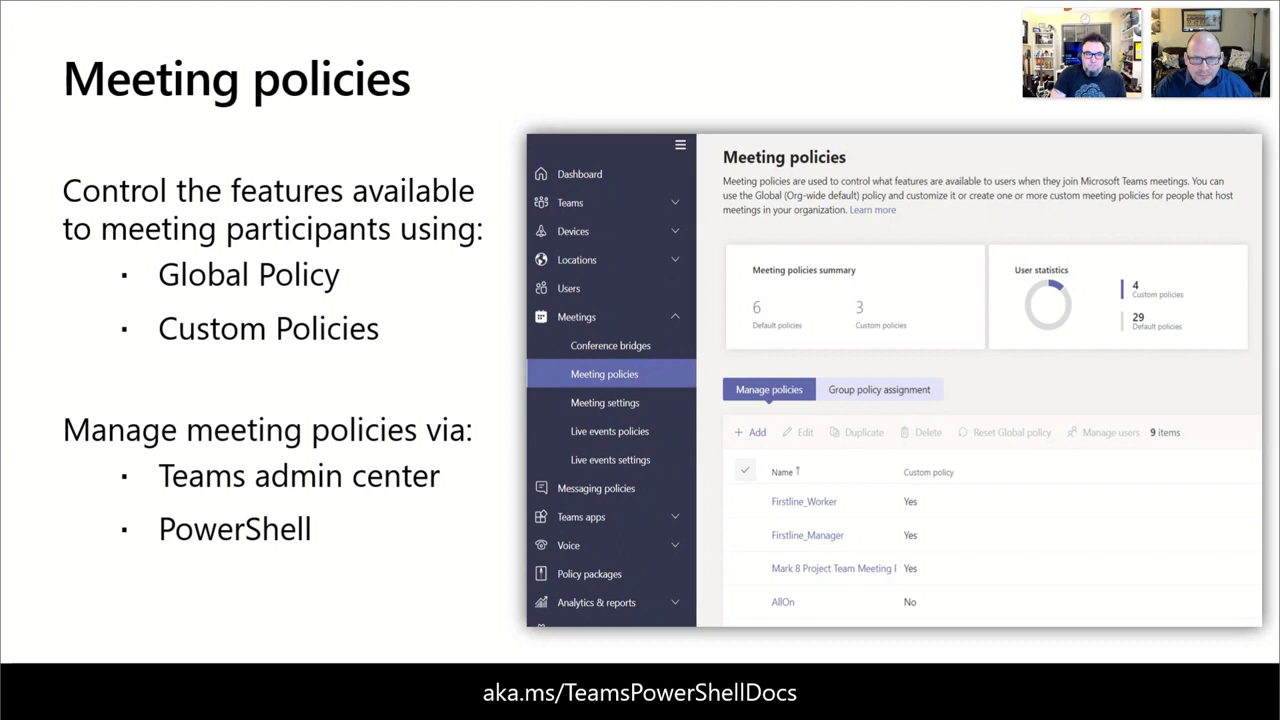 Meeting policies
Control the features available
to meeting participants using:
· Global Policy
· Custom Policies
Manage meeting policies via:
· Teams admin center
· PowerShell
Dashboard
Teams
Devices
Locations
Users
Meetings
Conference bridges
Meeting policies
Meeting settings
Live events policies
Live events settings
Messaging policies
Teams apps
Voice
Policy packages
Analytics & reports
Meeting policies
Meeting policies are used to control what features are available to users when they join Microsoft Teams meetings. You can
use the Global (Org-wide default) policy and customize it or create one or more custom meeting policies for people that host
meetings in your organization. Learn more
Meeting policies summary
6
Default policies
3
Custom policies
User statistics
4
Custom policies
29
Default policies
Manage policies Group policy assignment
+ Add Edit Duplicate Delete Reset Global policy Manage users 9 items
Name ↑ Custom policy
Firstline_Worker Yes
Firstline_Manager Yes
Mark 8 Project Team Meeting Yes
AllOn No
aka.ms/TeamsPowerShellDocs